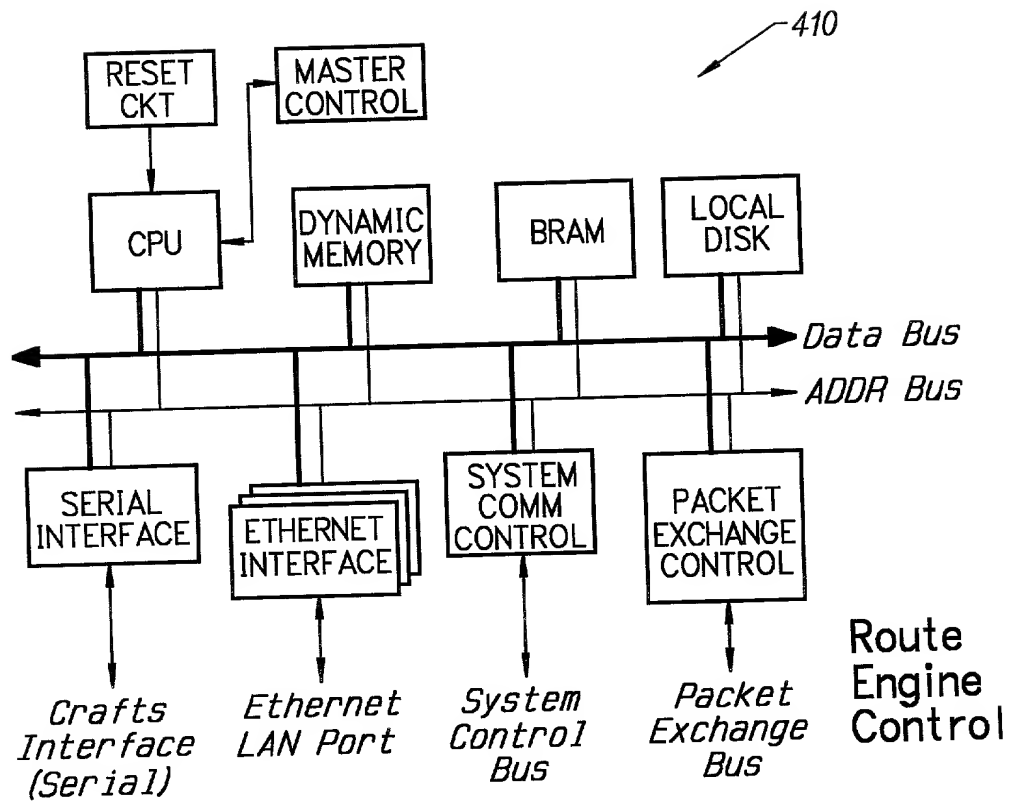 410
RESET
CKT
MASTER
CONTROL
CPU
DYNAMIC
MEMORY
BRAM
LOCAL
DISK
Data Bus
ADDR Bus
SERIAL
INTERFACE
ETHERNET
INTERFACE
SYSTEM
COMM
CONTROL
PACKET
EXCHANGE
CONTROL
Crafts
Interface
(Serial)
Ethernet
LAN Port
System
Control
Bus
Packet
Exchange
Bus
Route
Engine
Control